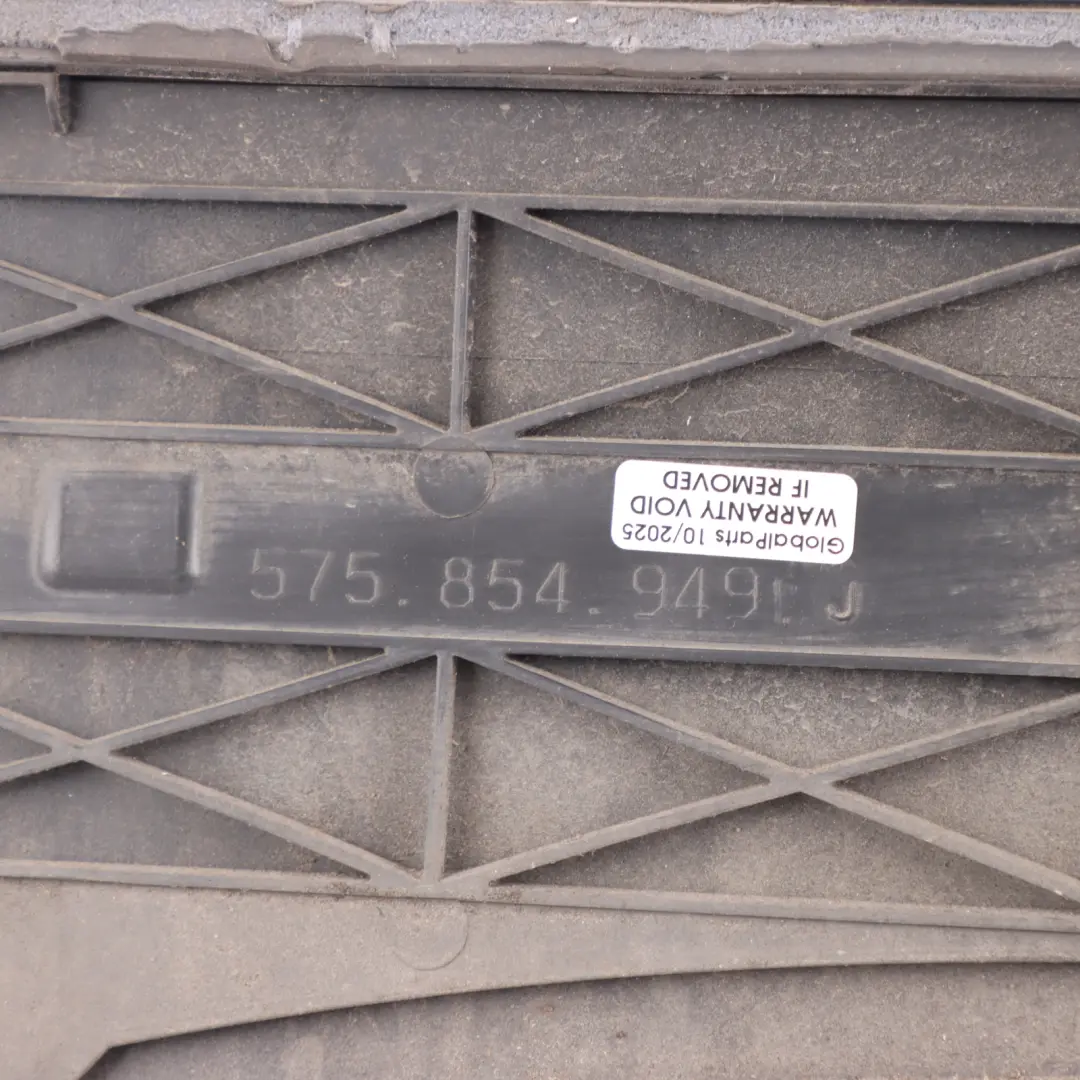 GlobalParts 10/2025
WARRANTY VOID
IF REMOVED
575.854.949 J